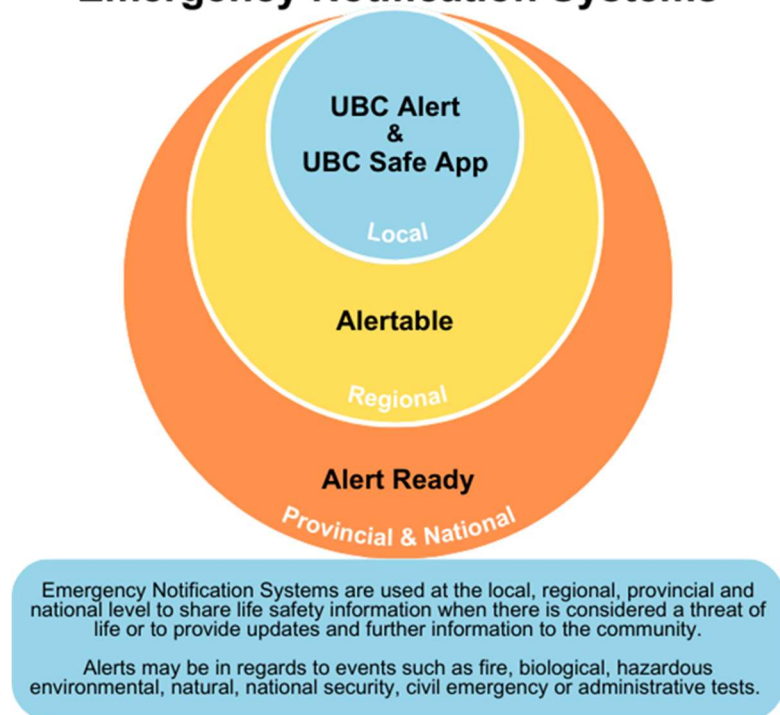 Emergency Notification Systems
UBC Alert
&
UBC Safe App
Local
Alertable
Regional
Alert Ready
Provincial & National
Emergency Notification Systems are used at the local, regional, provincial and
national level to share life safety information when there is considered a threat of
life or to provide updates and further information to the community.
Alerts may be in regards to events such as fire, biological, hazardous
environmental, natural, national security, civil emergency or administrative tests.